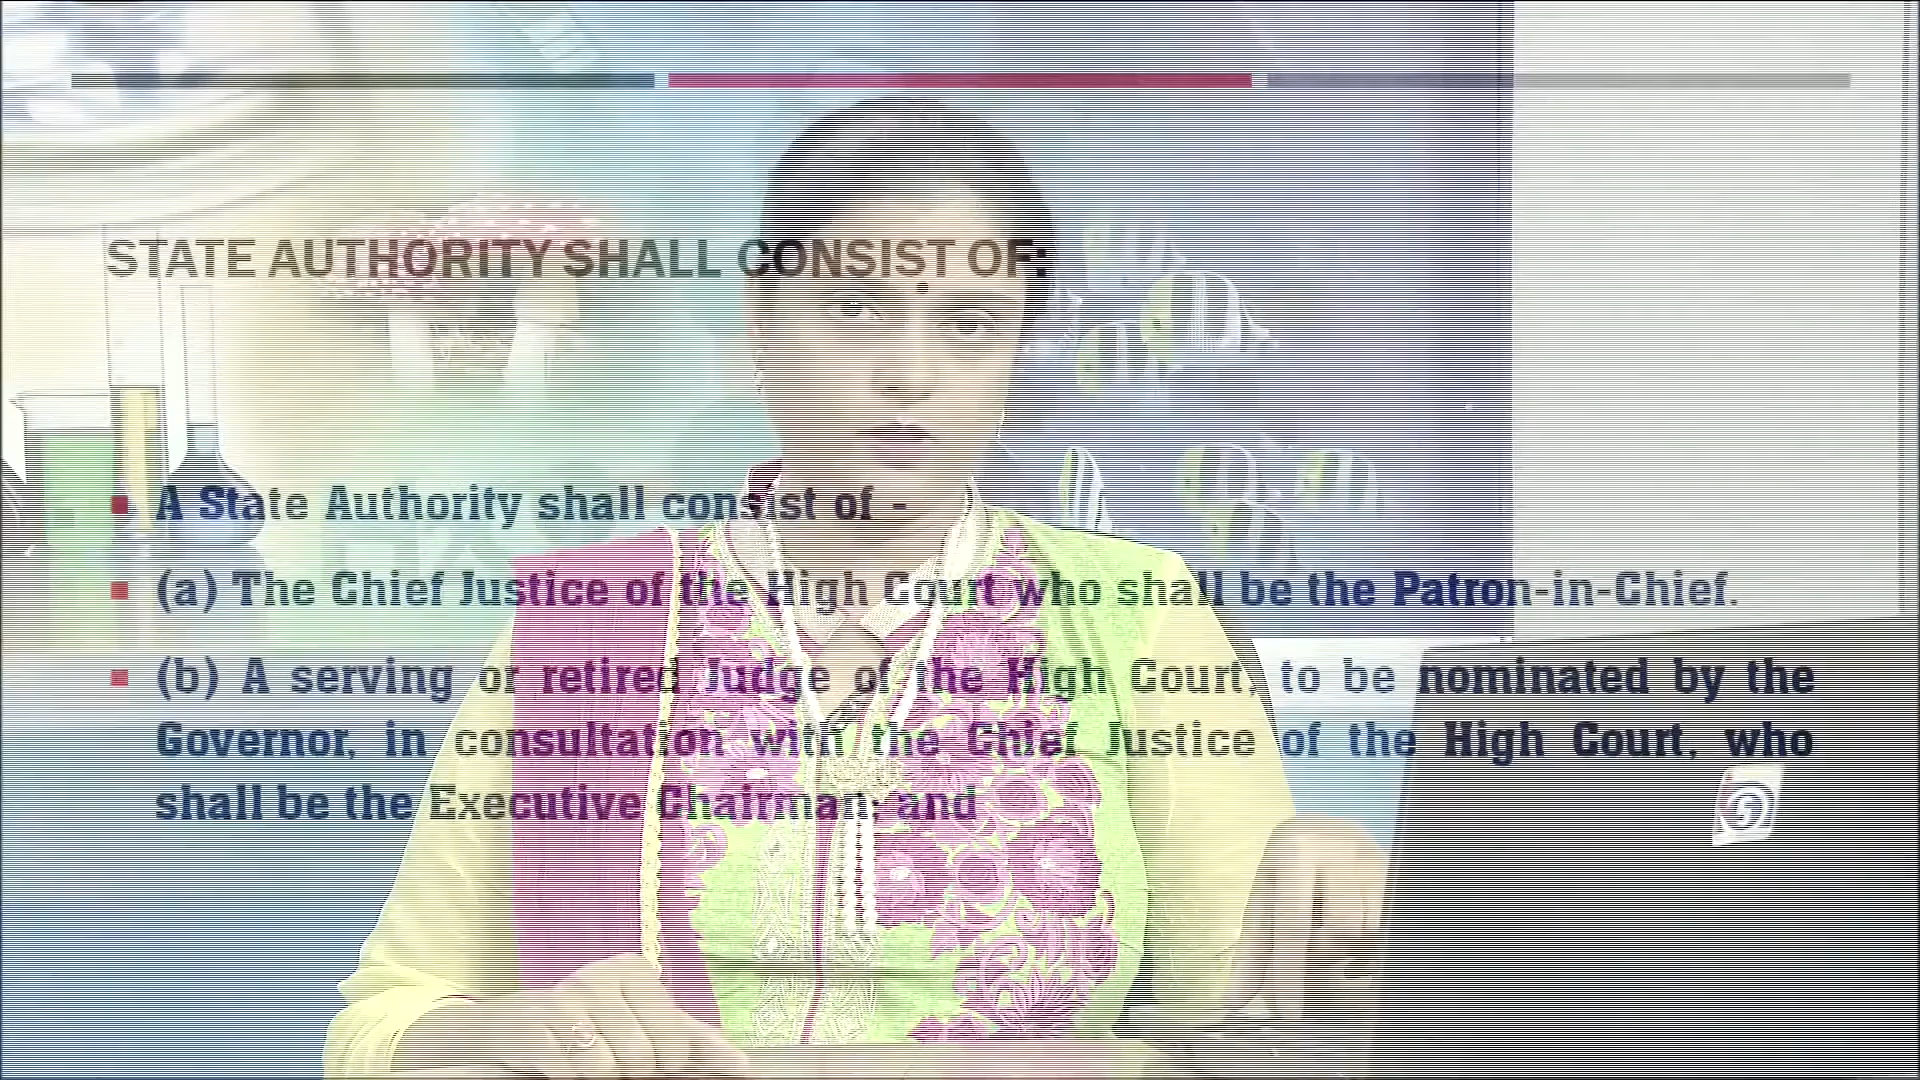 STATE AUTHORITY SHALL CONSIST OF:
A State Authority shall consist of -
(a) The Chief Justice of the High Court who shall be the Patron-in-Chief.
(b) A serving or retired Judge of the High Court, to be nominated by the
Governor, in consultation with the Chief Justice of the High Court, who
shall be the Executive Chairman; and